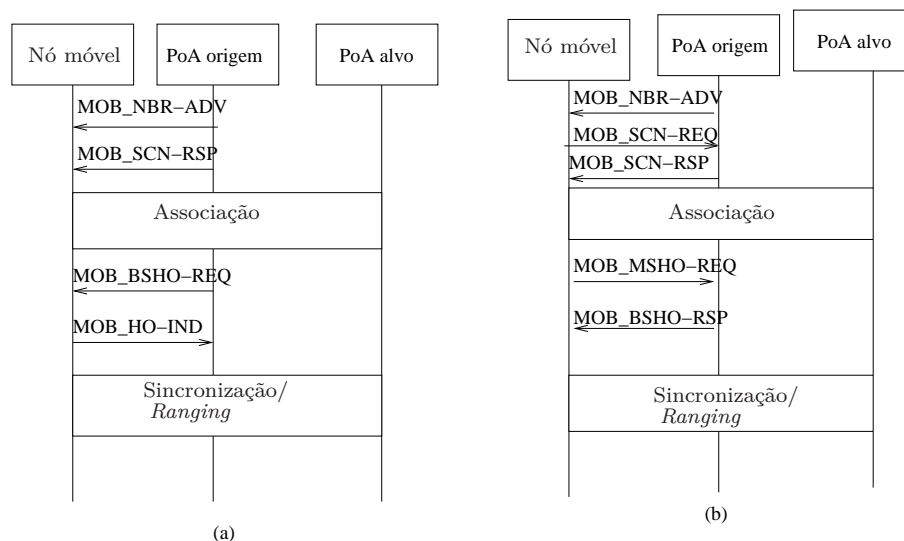 Nó móvel
PoA origem
PoA alvo
MOB_NBR−ADV
MOB_SCN−RSP
Associação
MOB_BSHO−REQ
MOB_HO−IND
Sincronização/
Ranging
(a)
Nó móvel
PoA origem
PoA alvo
MOB_NBR−ADV
MOB_SCN−REQ
MOB_SCN−RSP
Associação
MOB_MSHO−REQ
MOB_BSHO−RSP
Sincronização/
Ranging
(b)